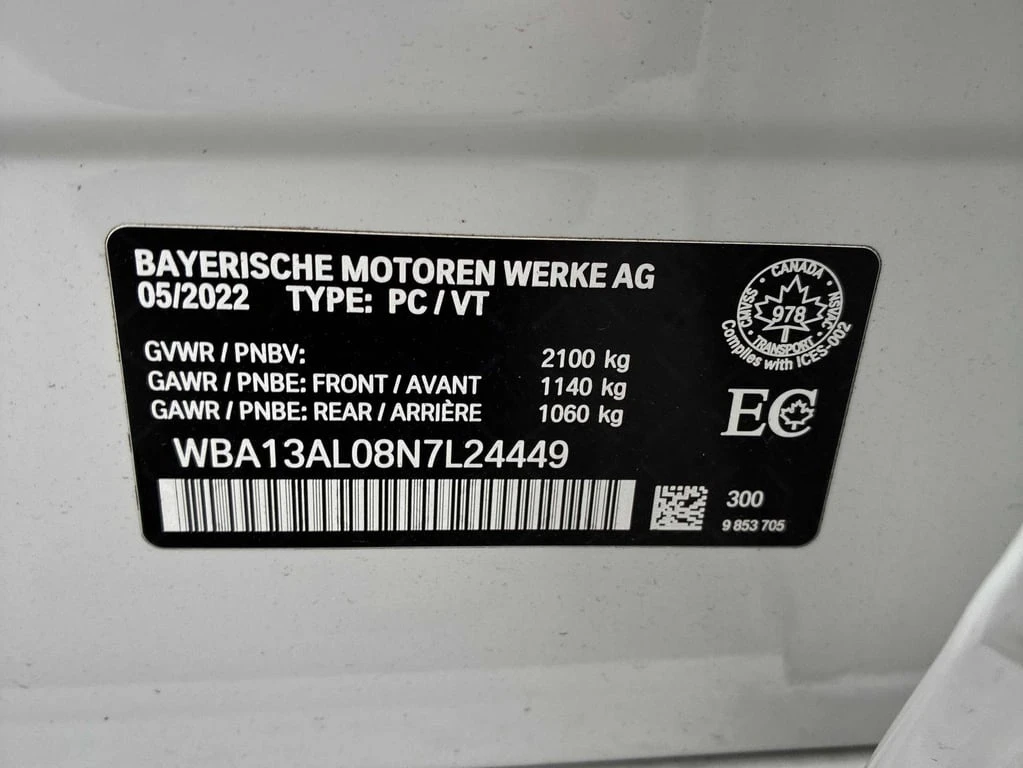 BAYERISCHE MOTOREN WERKE AG
05/2022 TYPE: PC / VT
GVWR / PNBV: 2100 kg
GAWR / PNBE: FRONT / AVANT 1140 kg
GAWR / PNBE: REAR / ARRIÈRE 1060 kg
WBA13AL08N7L24449
CANADA
CMVSS
978
NSVAC
TRANSPORT
Complies with ICES-002
EC
300
9 853 705